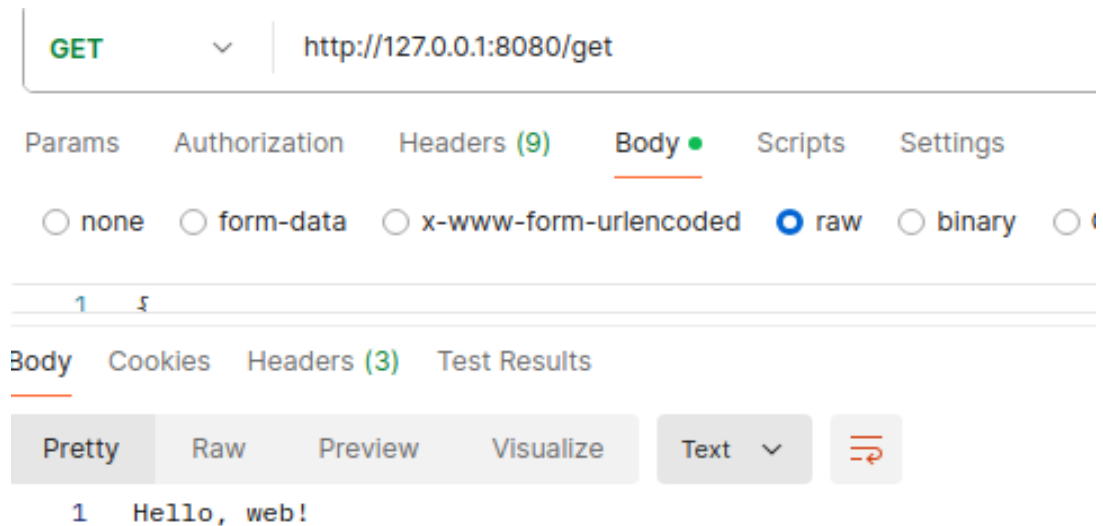 GET http://127.0.0.1:8080/get
Params Authorization Headers (9) Body Scripts Settings
none form-data x-www-form-urlencoded raw binary
1 {
Body Cookies Headers (3) Test Results
Pretty Raw Preview Visualize Text
1 Hello, web!